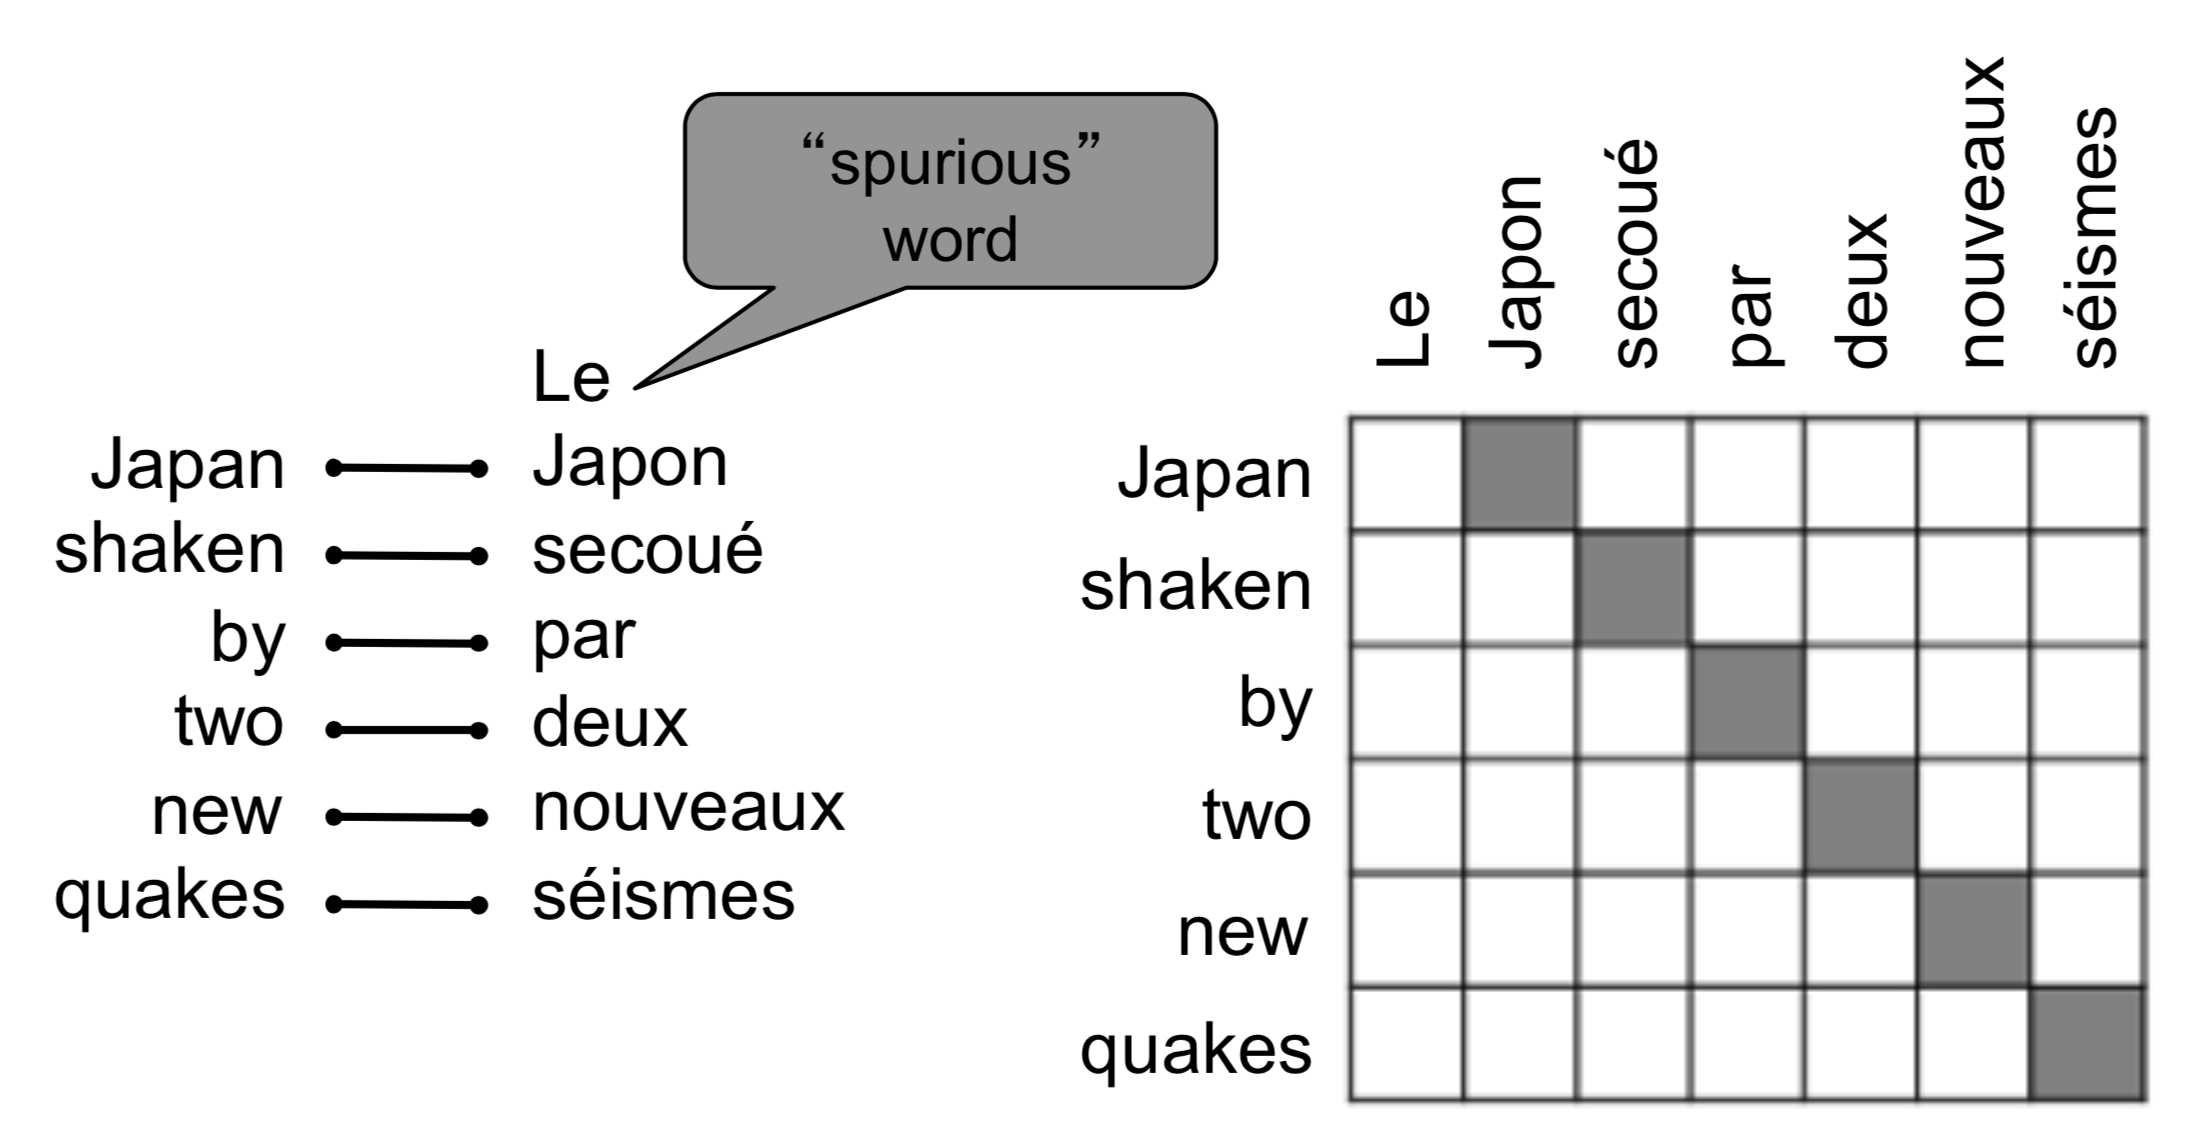 “spurious”
word
Le
Japan Japon
shaken secoué
by par
two deux
new nouveaux
quakes séismes
Le Japon secoué par deux nouveaux séismes
Japan
shaken
by
two
new
quakes